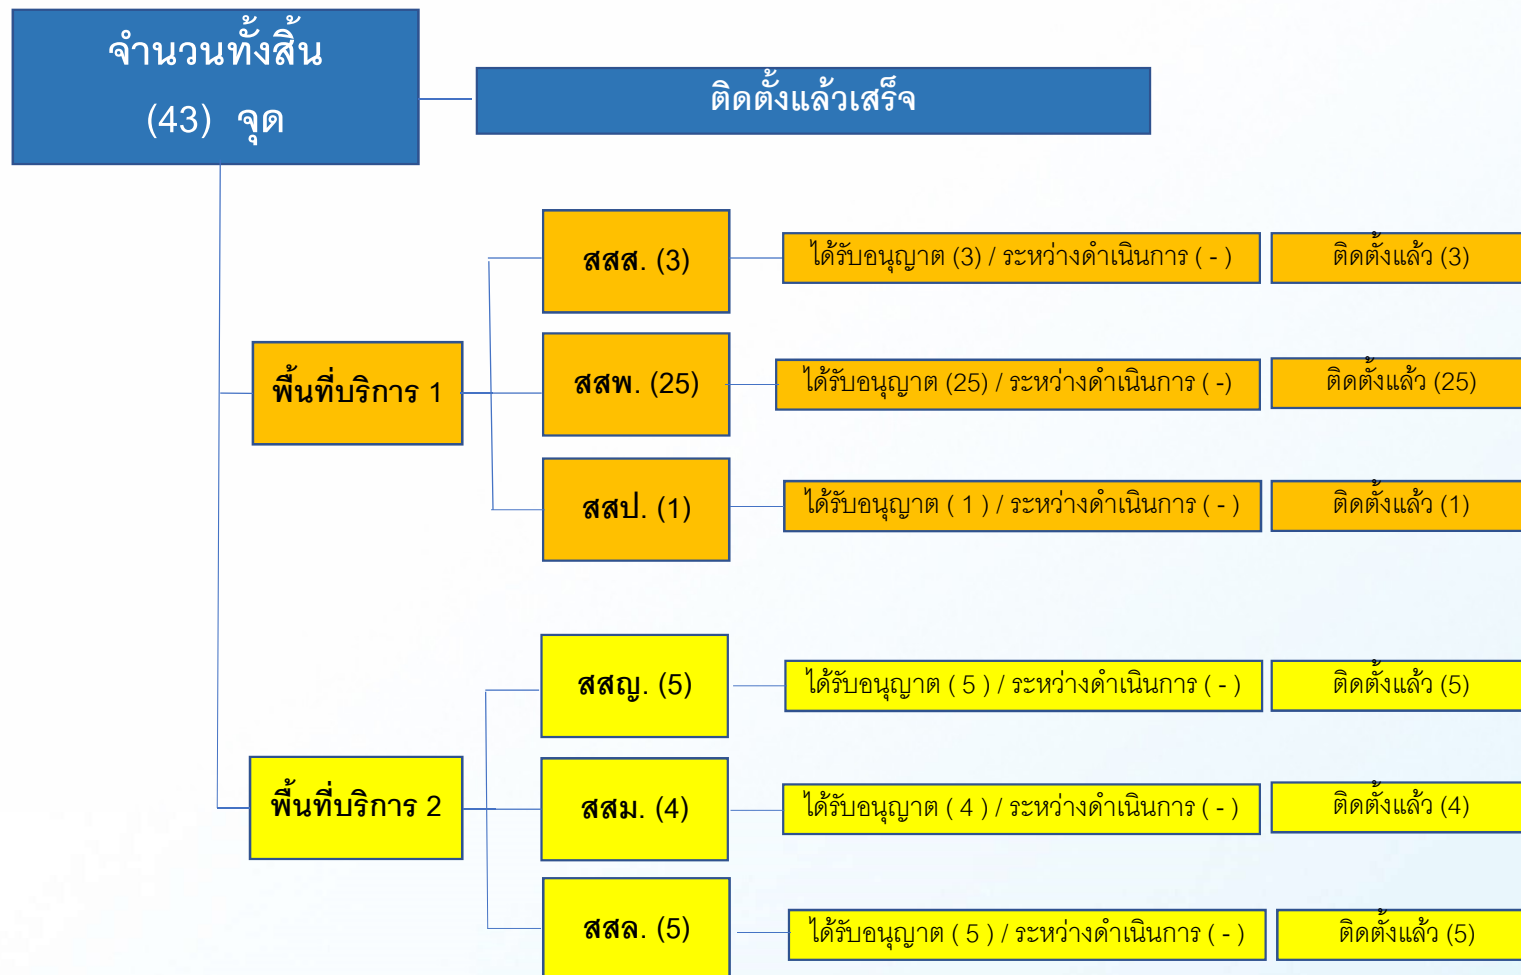 จำนวนทั้งสิ้น
(43) จุด
ติดตั้งแล้วเสร็จ
พื้นที่บริการ 1
สสส. (3)
ได้รับอนุญาต (3) / ระหว่างดำเนินการ ( - )
ติดตั้งแล้ว (3)
สสพ. (25)
ได้รับอนุญาต (25) / ระหว่างดำเนินการ ( -)
ติดตั้งแล้ว (25)
สสป. (1)
ได้รับอนุญาต ( 1 ) / ระหว่างดำเนินการ ( - )
ติดตั้งแล้ว (1)
พื้นที่บริการ 2
สสญ. (5)
ได้รับอนุญาต ( 5 ) / ระหว่างดำเนินการ ( - )
ติดตั้งแล้ว (5)
สสม. (4)
ได้รับอนุญาต ( 4 ) / ระหว่างดำเนินการ ( - )
ติดตั้งแล้ว (4)
สสล. (5)
ได้รับอนุญาต ( 5 ) / ระหว่างดำเนินการ ( - )
ติดตั้งแล้ว (5)